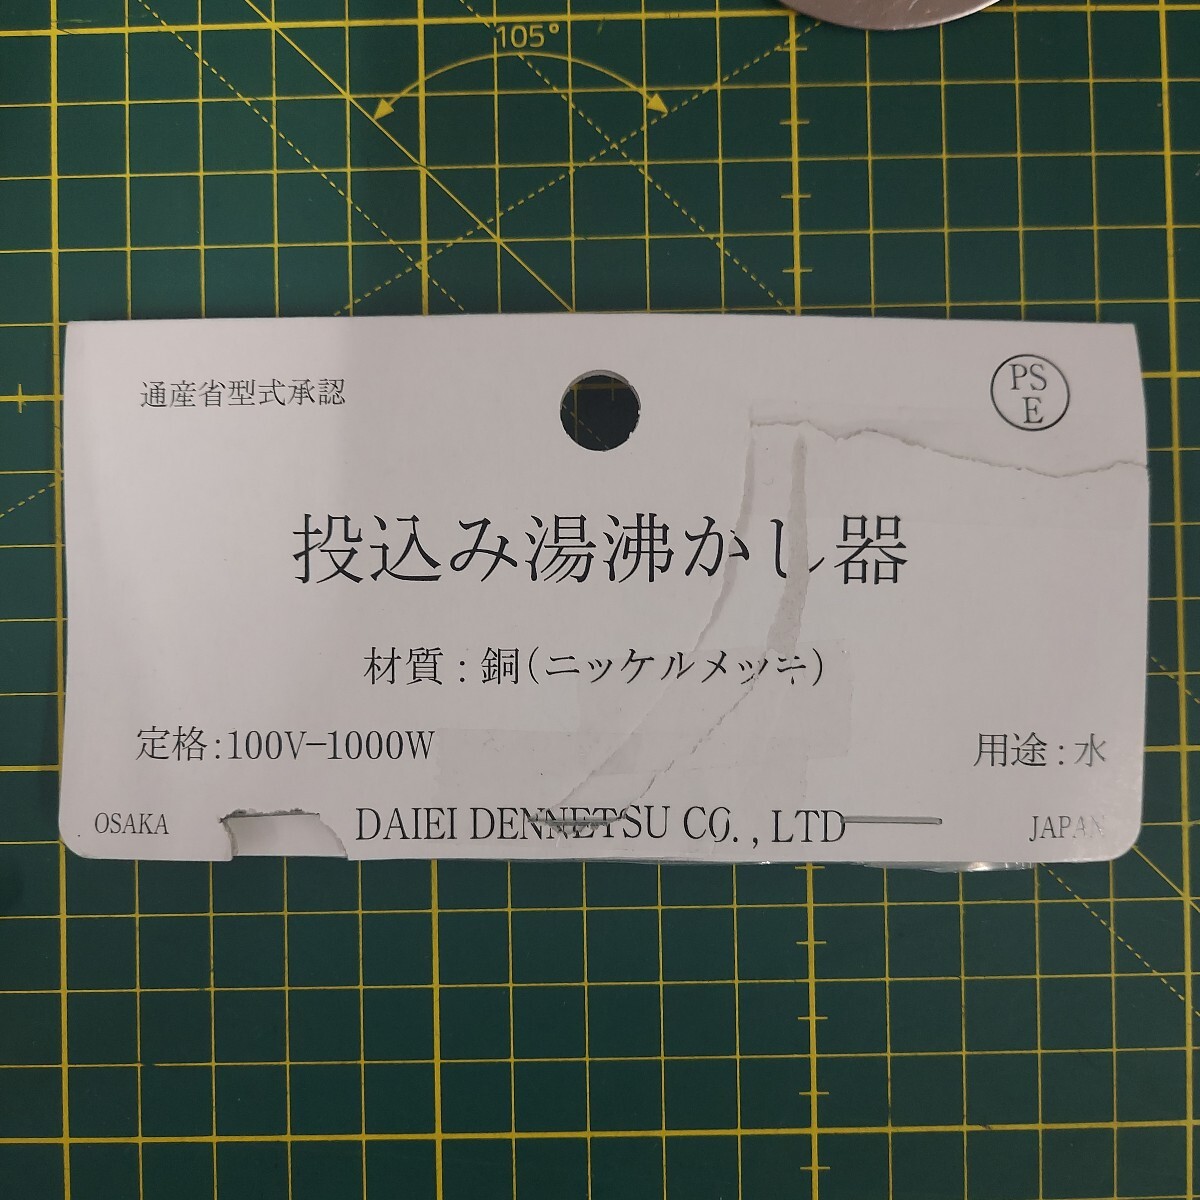 105°
通産省型式承認
PS
E
投込み湯沸かし器
材質:銅(ニッケルメッキ)
定格:100V-1000W
用途:水
OSAKA
DAIEI DENNETSU CO.,LTD
JAPAN